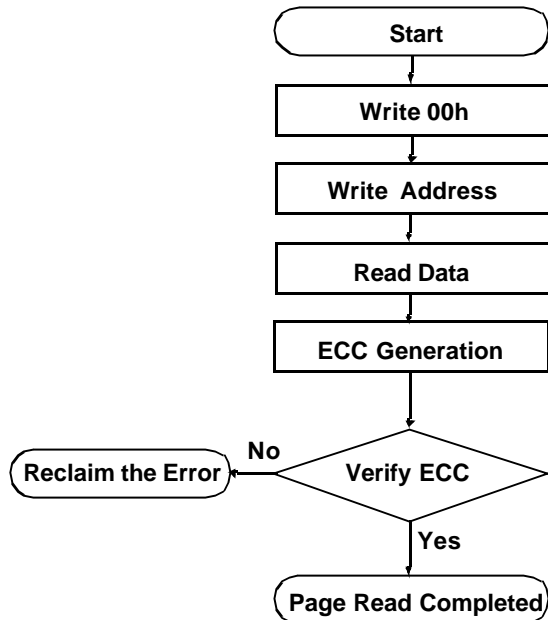 Start
Write 00h
Write Address
Read Data
ECC Generation
No
Reclaim the Error
Verify ECC
Yes
Page Read Completed